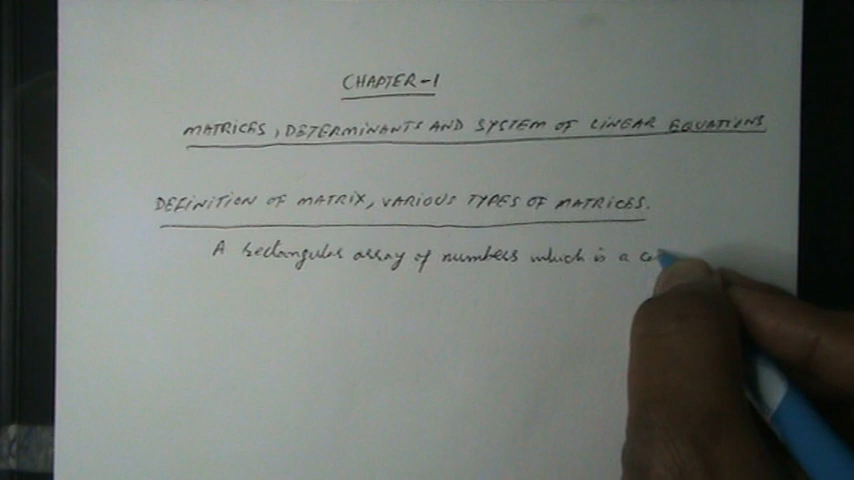 CHAPTER-1
MATRICES, DETERMINANTS AND SYSTEM OF LINEAR EQUATIONS
DEFINITION OF MATRIX, VARIOUS TYPES OF MATRICES.
A rectangular array of numbers which is a